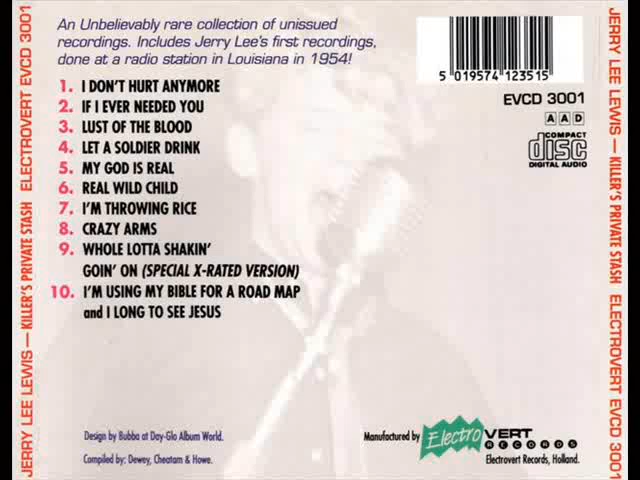 An Unbelievably rare collection of unissued
recordings. Includes Jerry Lee's first recordings,
done at a radio station in Louisiana in 1954!
1. I DON'T HURT ANYMORE
2. IF I EVER NEEDED YOU
3. LUST OF THE BLOOD
4. LET A SOLDIER DRINK
5. MY GOD IS REAL
6. REAL WILD CHILD
7. I'M THROWING RICE
8. CRAZY ARMS
9. WHOLE LOTTA SHAKIN'
GOIN' ON (SPECIAL X-RATED VERSION)
10. I'M USING MY BIBLE FOR A ROAD MAP
and I LONG TO SEE JESUS
5 019574 123515
EVCD 3001
A A D
COMPACT
disc
DIGITAL AUDIO
Design by Bubba at Day-Glo Album World.
Compiled by: Dewey, Cheatam & Howe.
Manufactured by
Electro VERT
RECORDS
Electrovert Records, Holland.
JERRY LEE LEWIS — KILLER'S PRIVATE STASH ELECTROVERT EVCD 3001
JERRY LEE LEWIS — KILLER'S PRIVATE STASH ELECTROVERT EVCD 3001